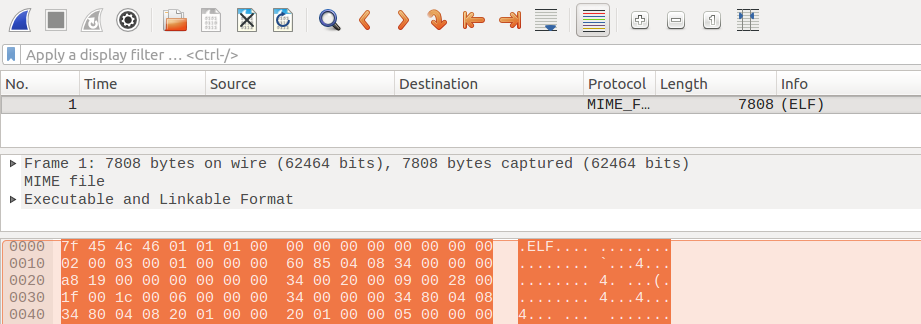 Apply a display filter … <Ctrl-/>
No. Time Source Destination Protocol Length Info
1 MIME_F… 7808 (ELF)
Frame 1: 7808 bytes on wire (62464 bits), 7808 bytes captured (62464 bits)
MIME file
Executable and Linkable Format
0000 7f 45 4c 46 01 01 01 00 00 00 00 00 00 00 00 00 .ELF.... ........
0010 02 00 03 00 01 00 00 00 60 85 04 08 34 00 00 00 ........ `...4...
0020 a8 19 00 00 00 00 00 00 34 00 20 00 09 00 28 00 ........ 4. ...(.
0030 1f 00 1c 00 06 00 00 00 34 00 00 00 34 80 04 08 ........ 4...4...
0040 34 80 04 08 20 01 00 00 20 01 00 00 05 00 00 00 4... ... .......